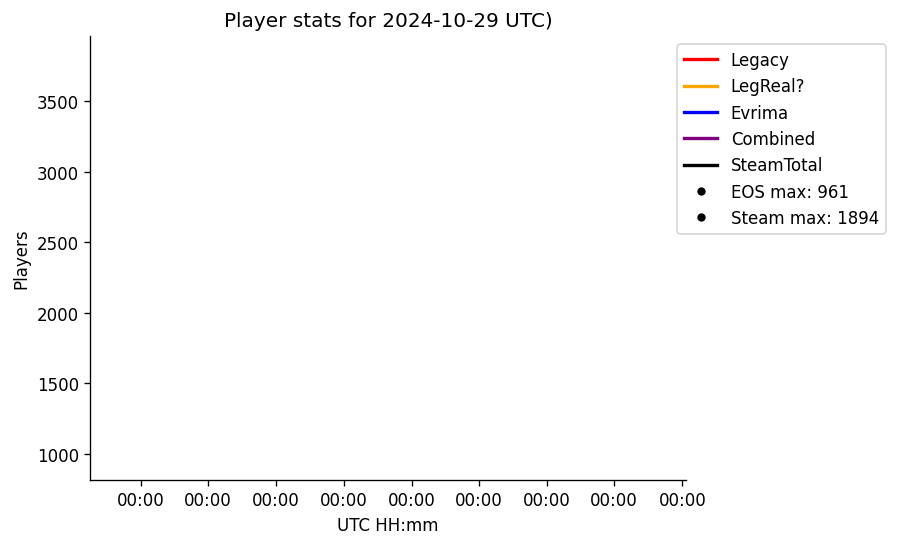 Player stats for 2024-10-29 UTC)
Legacy
LegReal?
Evrima
Combined
SteamTotal
EOS max: 961
Steam max: 1894
Players
3500
3000
2500
2000
1500
1000
00:00 00:00 00:00 00:00 00:00 00:00 00:00 00:00 00:00
UTC HH:mm